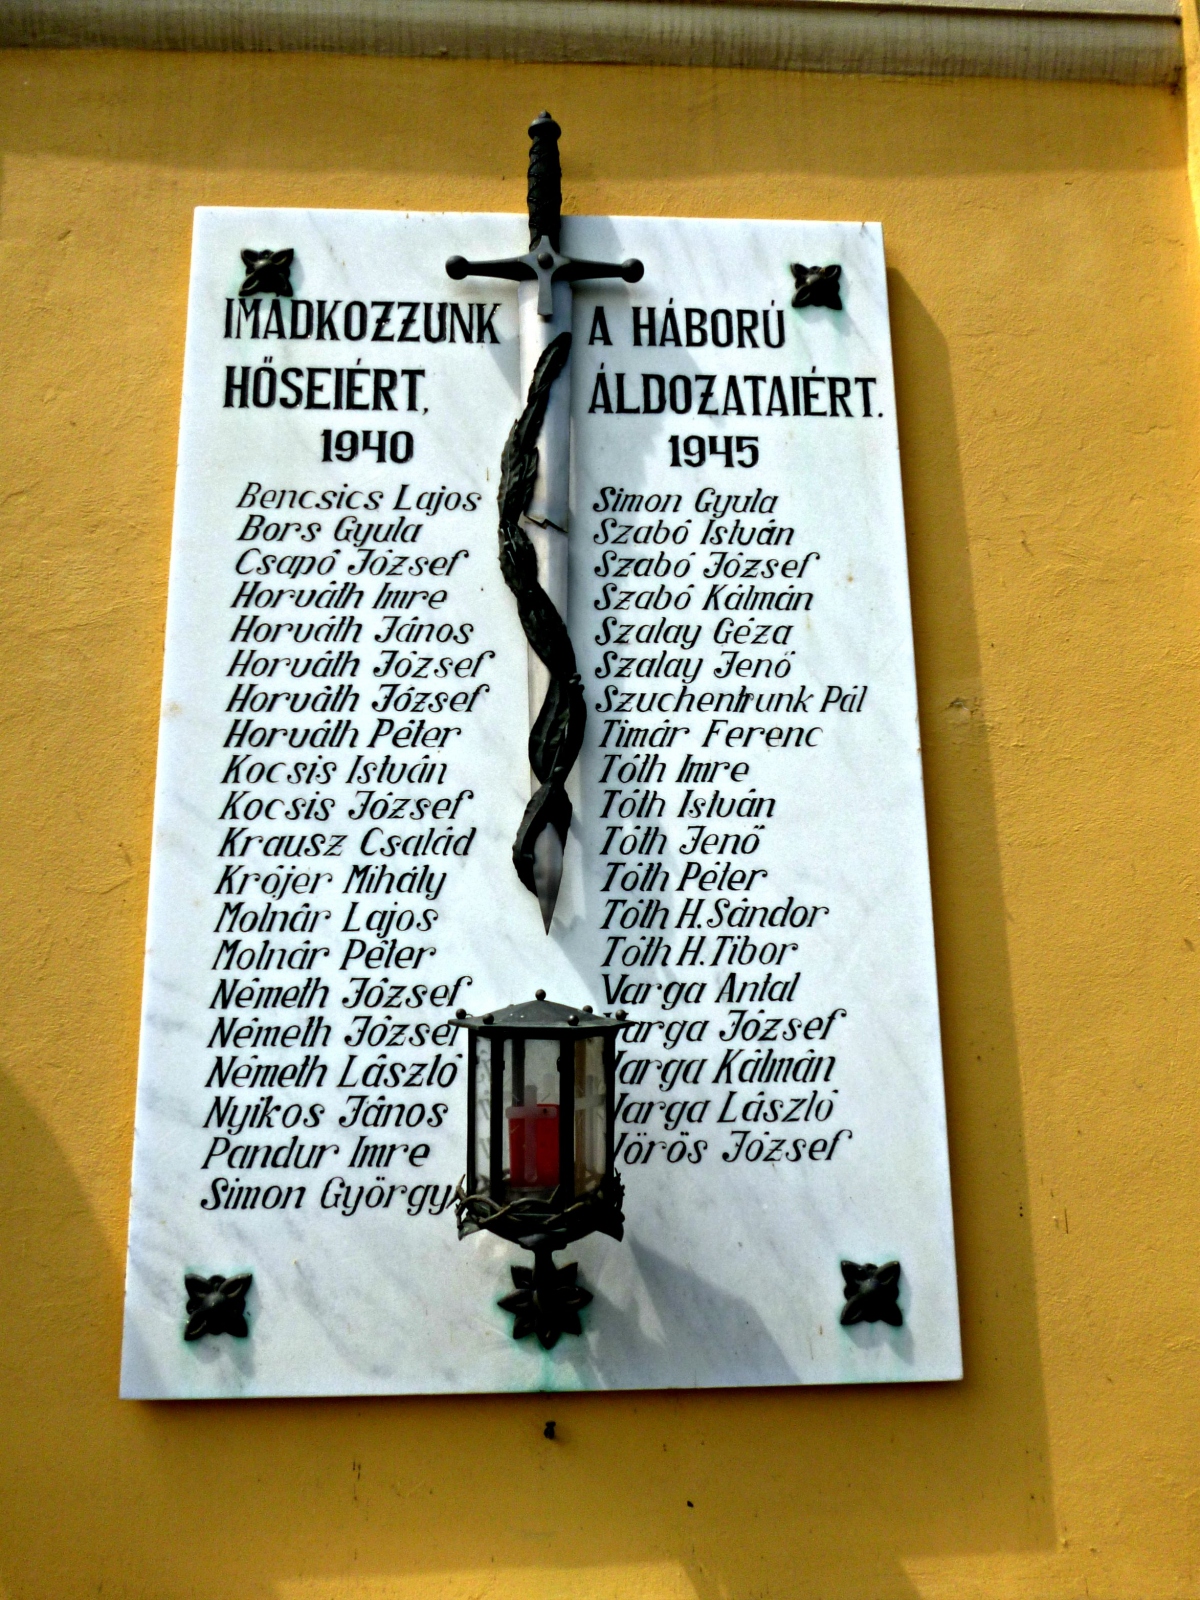 IMÁDKOZZUNK A HÁBORÚ
HŐSEIÉRT, ÁLDOZATAIÉRT.
1940 1945
Bencsics Lajos
Bors Gyula
Csapó József
Horváth Imre
Horváth János
Horváth József
Horváth József
Horváth Péter
Kocsis István
Kocsis József
Krausz Család
Krójer Mihály
Molnár Lajos
Molnár Péter
Németh József
Németh József
Németh László
Nyikos János
Pandur Imre
Simon György
Simon Gyula
Szabó István
Szabó József
Szabó Kálmán
Szalay Géza
Szalay Jenő
Szuchentrunk Pál
Timár Ferenc
Tóth Imre
Tóth István
Tóth Jenő
Tóth Péter
Tóth H. Sándor
Tóth H. Tibor
Varga Antal
Varga József
Varga Kálmán
Varga László
Vörös József